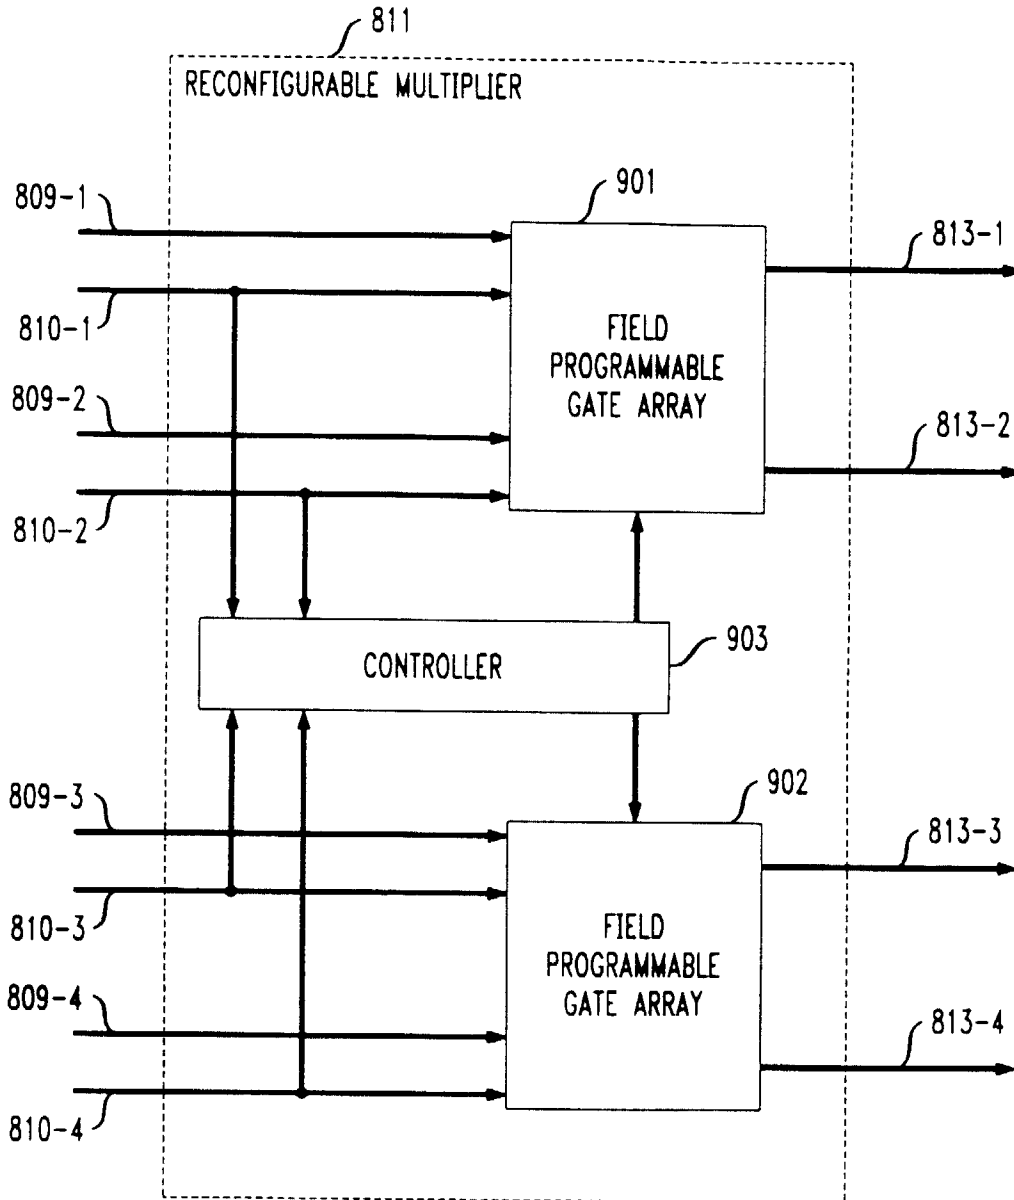 811
RECONFIGURABLE MULTIPLIER
901
809-1
813-1
810-1
FIELD
PROGRAMMABLE
GATE ARRAY
809-2
813-2
810-2
903
CONTROLLER
902
809-3
813-3
810-3
FIELD
PROGRAMMABLE
GATE ARRAY
809-4
813-4
810-4